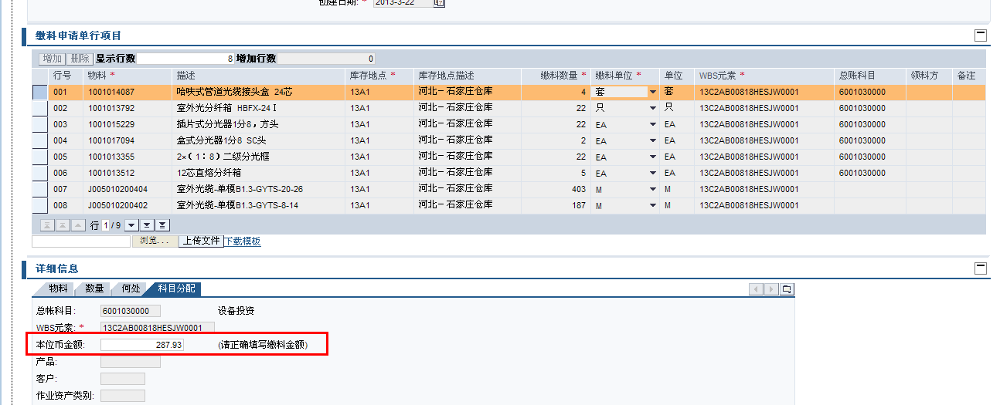 创建日期: * 2013-3-22
缴料申请单行项目
增加 删除 显示行数 8 增加行数 0
行号 物料 * 描述 库存地点 * 库存地点描述 缴料数量 * 缴料单位 * 单位 WBS元素 * 总账科目 领料方 备注
001 1001014087 哈呋式管道光缆接头盒 24芯 13A1 河北－石家庄仓库 4 套 套 13C2AB00818HESJW0001 6001030000
002 1001013792 室外光分纤箱 HBFX-24Ⅰ 13A1 河北－石家庄仓库 22 只 只 13C2AB00818HESJW0001 6001030000
003 1001015229 插片式分光器1分8，方头 13A1 河北－石家庄仓库 22 EA EA 13C2AB00818HESJW0001 6001030000
004 1001017094 盒式分光器1分8 SC头 13A1 河北－石家庄仓库 2 EA EA 13C2AB00818HESJW0001 6001030000
005 1001013355 2×（1：8）二级分光框 13A1 河北－石家庄仓库 22 EA EA 13C2AB00818HESJW0001 6001030000
006 1001013512 12芯直熔分纤箱 13A1 河北－石家庄仓库 5 EA EA 13C2AB00818HESJW0001 6001030000
007 J005010200404 室外光缆-单模B1.3-GYTS-20-26 13A1 河北－石家庄仓库 403 M M 13C2AB00818HESJW0001
008 J005010200402 室外光缆-单模B1.3-GYTS-8-14 13A1 河北－石家庄仓库 187 M M 13C2AB00818HESJW0001
行 1 / 9
浏览... 上传文件 下载模板
详细信息
物料 数量 何处 科目分配
总帐科目: 6001030000 设备投资
WBS元素: * 13C2AB00818HESJW0001
本位币金额: 287.93 (请正确填写缴料金额)
产品:
客户:
作业资产类别: